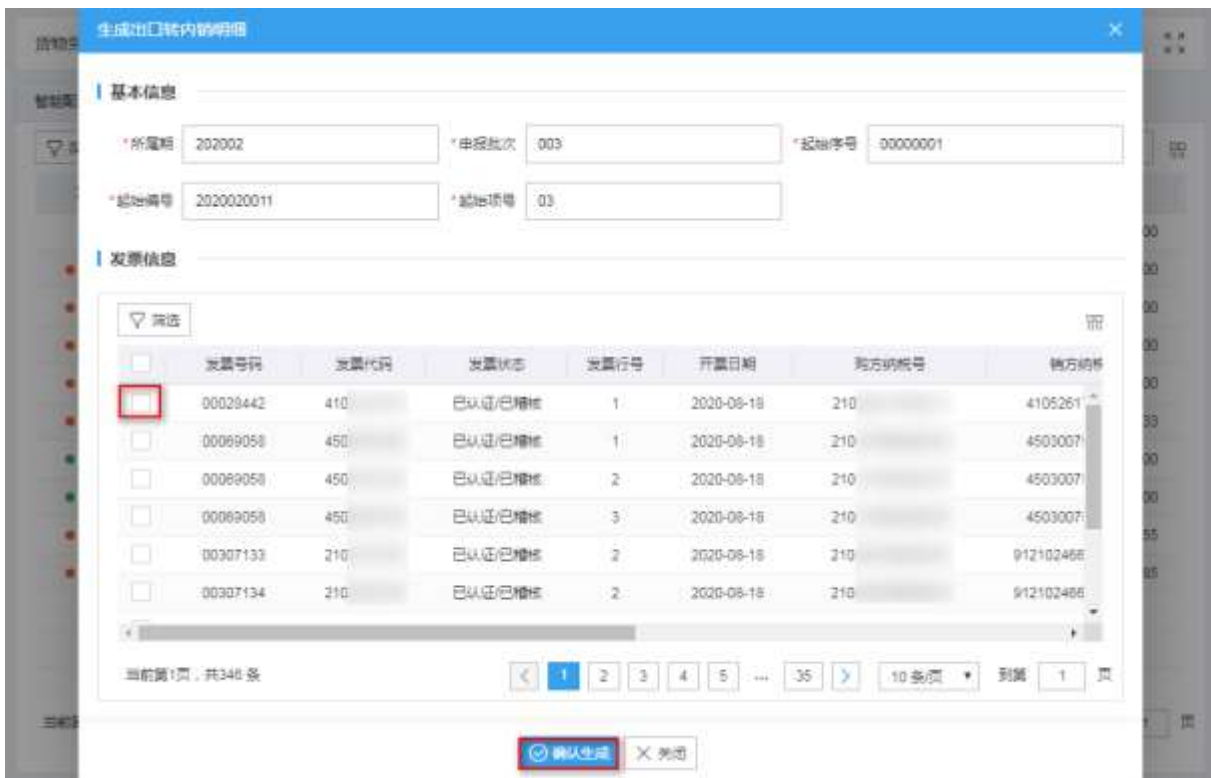 生成出口转内销明细
基本信息
*所属期 202002 *申报批次 003 *起始序号 00000001
*起始编号 2020020011 *起始项号 03
发票信息
筛选
发票号码 发票代码 发票状态 发票行号 开票日期 购方纳税号 销方纳税
00028442 410 已认证/已稽核 1 2020-08-18 210 4105261
00069058 450 已认证/已稽核 1 2020-08-18 210 4503007
00069058 450 已认证/已稽核 2 2020-08-18 210 4503007
00069058 450 已认证/已稽核 3 2020-08-18 210 4503007
00307133 210 已认证/已稽核 2 2020-08-18 210 912102466
00307134 210 已认证/已稽核 2 2020-08-18 210 912102466
当前第1页，共346 条 1 2 3 4 5 ... 35 10 条/页 到第 1 页
确认生成 关闭